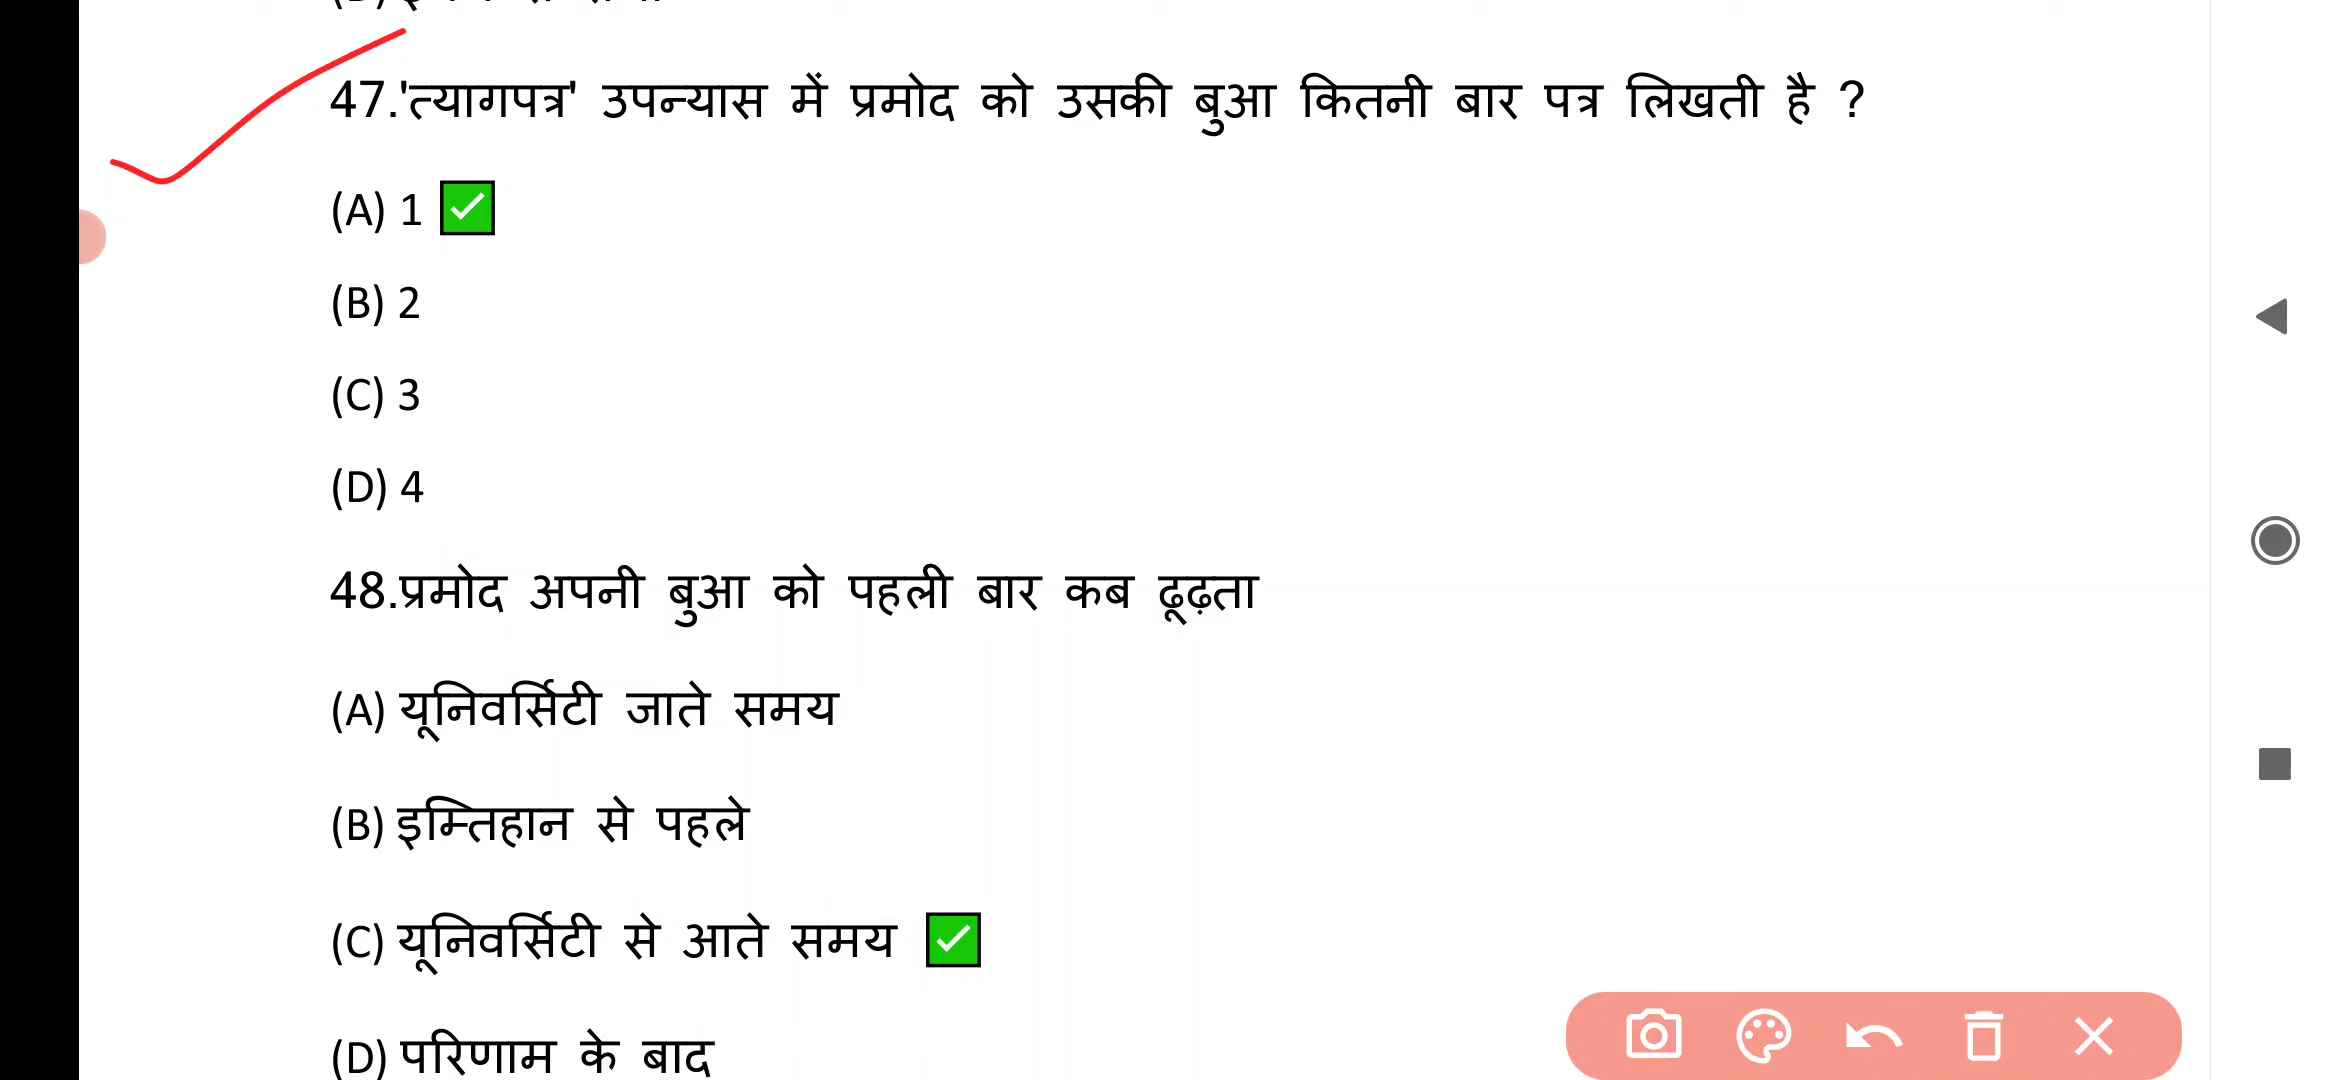 47.'त्यागपत्र' उपन्यास में प्रमोद को उसकी बुआ कितनी बार पत्र लिखती है ?
(A) 1
(B) 2
(C) 3
(D) 4
48.प्रमोद अपनी बुआ को पहली बार कब ढूढ़ता
(A) यूनिवर्सिटी जाते समय
(B) इम्तिहान से पहले
(C) यूनिवर्सिटी से आते समय
(D) परिणाम के बाद